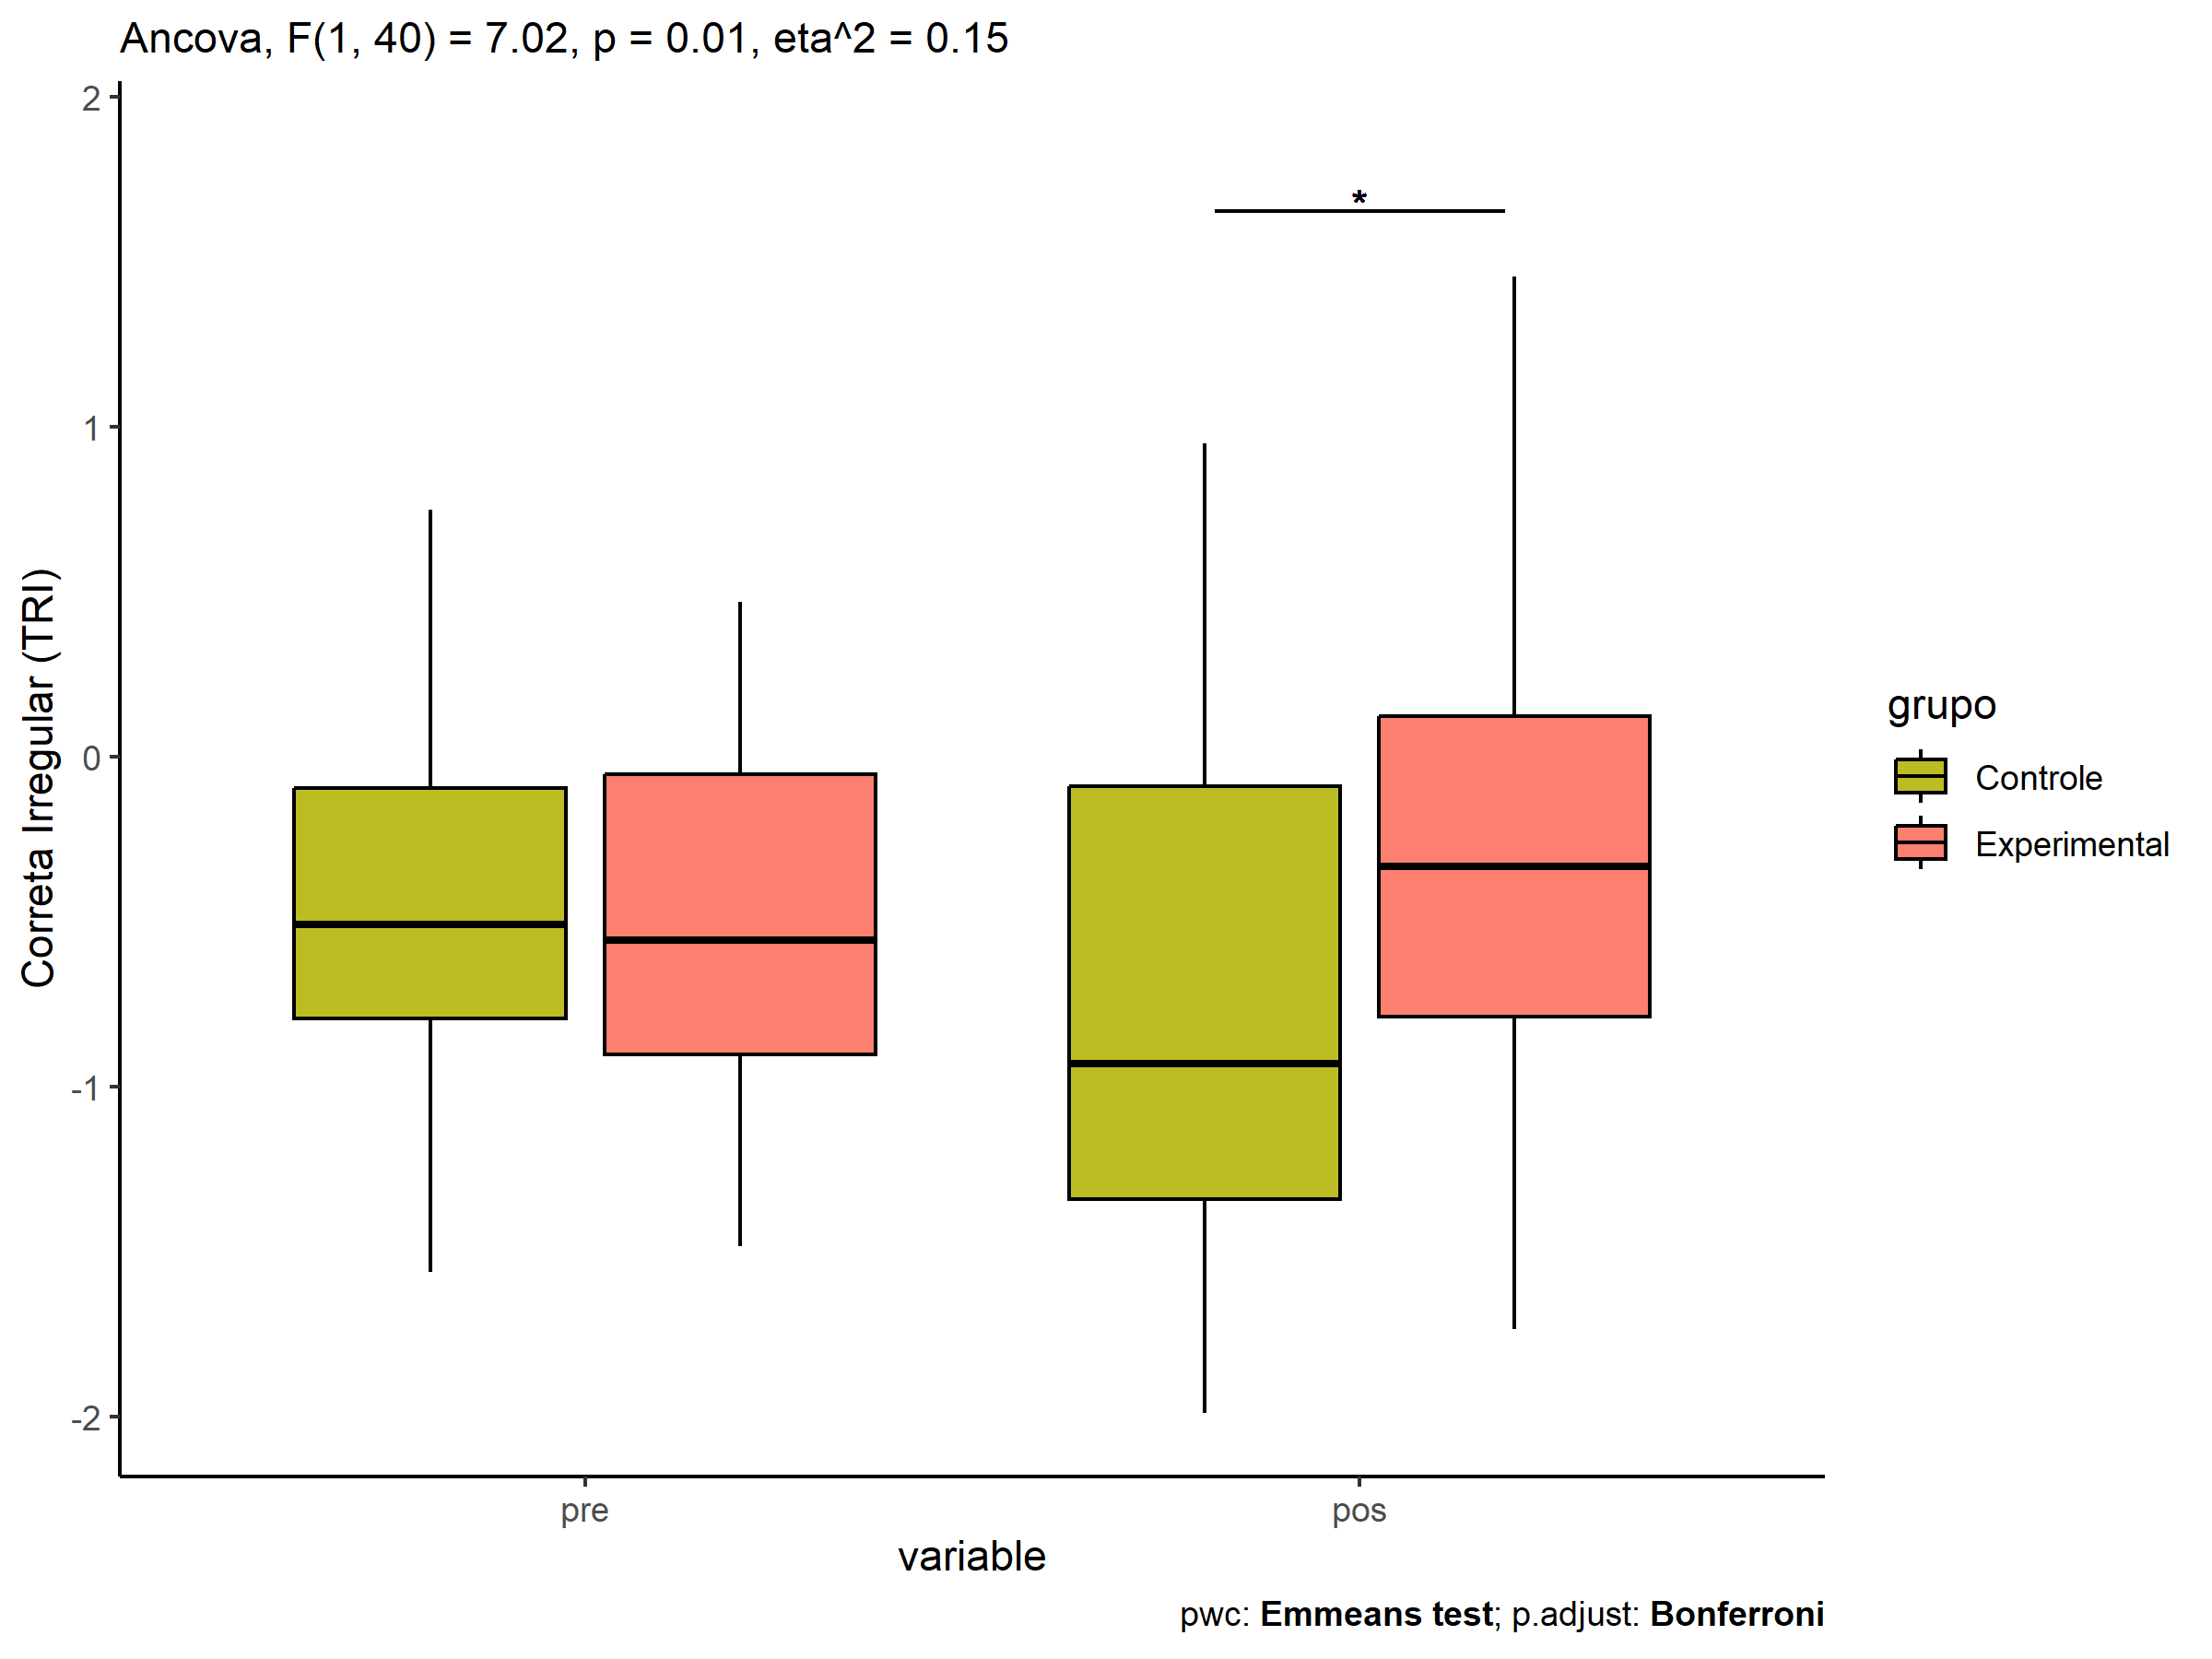 Ancova, F(1, 40) = 7.02, p = 0.01, eta^2 = 0.15
2
1
0
-1
-2
Correta Irregular (TRI)
*
pre
pos
variable
grupo
Controle
Experimental
pwc: Emmeans test; p.adjust: Bonferroni